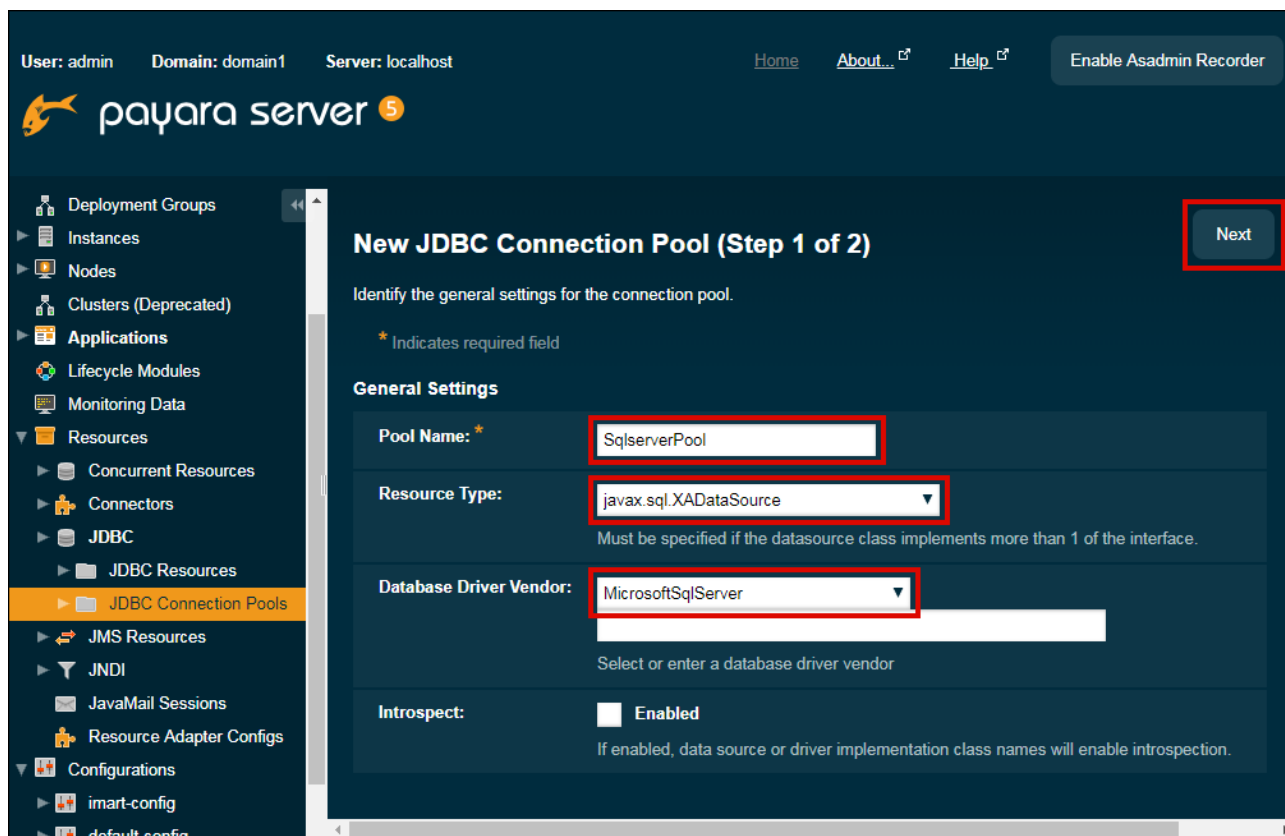 User: admin Domain: domain1 Server: localhost Home About... Help Enable Asadmin Recorder
payara server 5
Deployment Groups
Instances
Nodes
Clusters (Deprecated)
Applications
Lifecycle Modules
Monitoring Data
Resources
Concurrent Resources
Connectors
JDBC
JDBC Resources
JDBC Connection Pools
JMS Resources
JNDI
JavaMail Sessions
Resource Adapter Configs
Configurations
imart-config
default-config
New JDBC Connection Pool (Step 1 of 2)
Next
Identify the general settings for the connection pool.
* Indicates required field
General Settings
Pool Name: * SqlserverPool
Resource Type: javax.sql.XADataSource
Must be specified if the datasource class implements more than 1 of the interface.
Database Driver Vendor: MicrosoftSqlServer
Select or enter a database driver vendor
Introspect: Enabled
If enabled, data source or driver implementation class names will enable introspection.